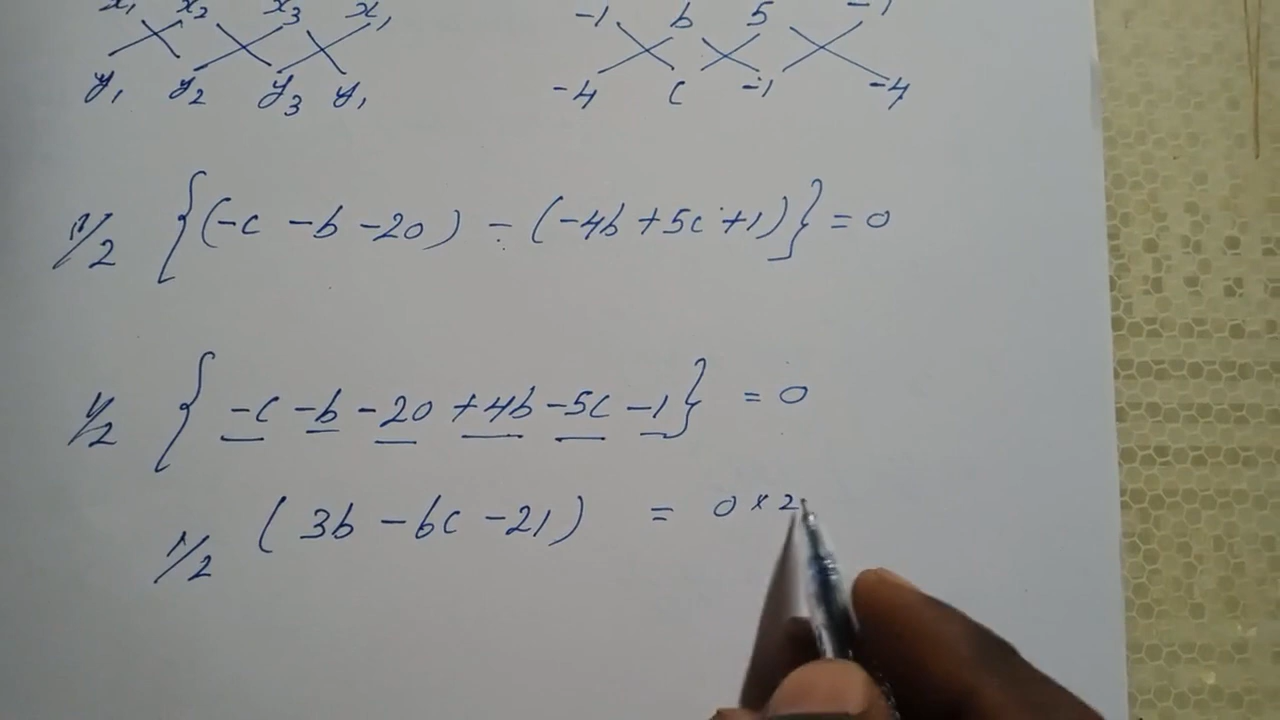 x₁ x₂ x₃ x₁
y₁ y₂ y₃ y₁
-1 b 5 -1
-4 c -1 -4
1/2 {(-c -b -20) - (-4b +5c +1)} = 0
1/2 {-c -b -20 +4b -5c -1} = 0
1/2 (3b -6c -21) = 0 × 2